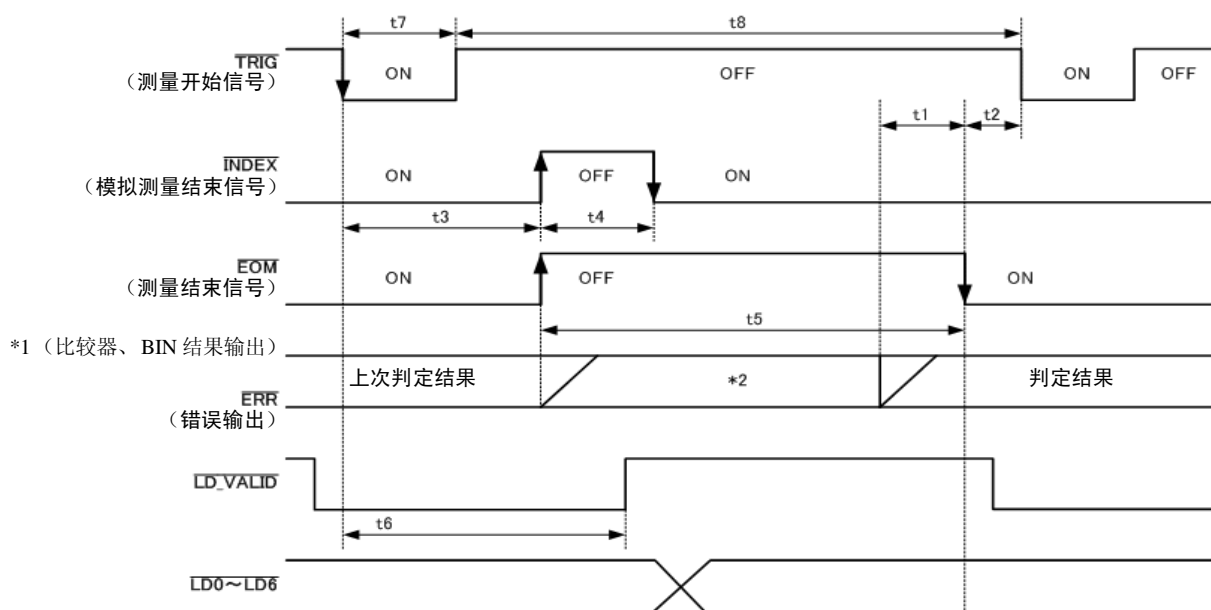 t7
t8
TRIG
（测量开始信号）
ON
OFF
ON
OFF
t1
t2
INDEX
（模拟测量结束信号）
ON
OFF
ON
t3
t4
EOM
（测量结束信号）
ON
OFF
ON
t5
*1（比较器、BIN 结果输出）
上次判定结果
*2
判定结果
ERR
（错误输出）
LD_VALID
t6
LD0～LD6